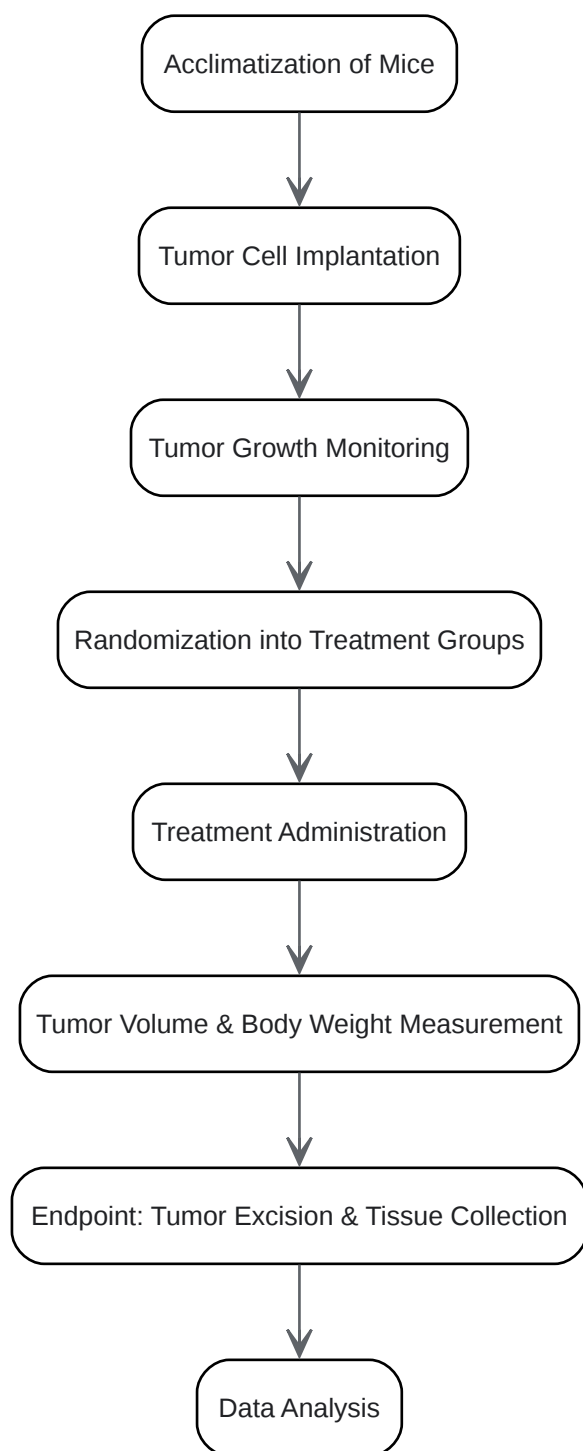 Acclimatization of Mice
Tumor Cell Implantation
Tumor Growth Monitoring
Randomization into Treatment Groups
Treatment Administration
Tumor Volume & Body Weight Measurement
Endpoint: Tumor Excision & Tissue Collection
Data Analysis